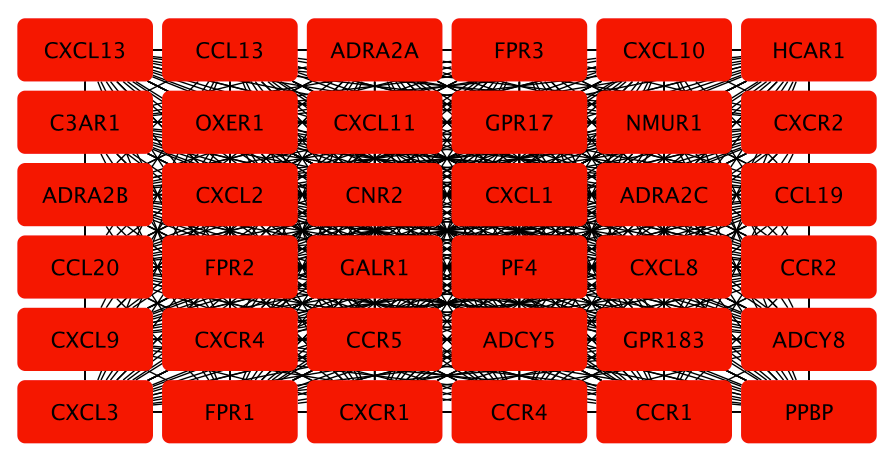 CXCL13 CCL13 ADRA2A FPR3 CXCL10 HCAR1
C3AR1 OXER1 CXCL11 GPR17 NMUR1 CXCR2
ADRA2B CXCL2 CNR2 CXCL1 ADRA2C CCL19
CCL20 FPR2 GALR1 PF4 CXCL8 CCR2
CXCL9 CXCR4 CCR5 ADCY5 GPR183 ADCY8
CXCL3 FPR1 CXCR1 CCR4 CCR1 PPBP